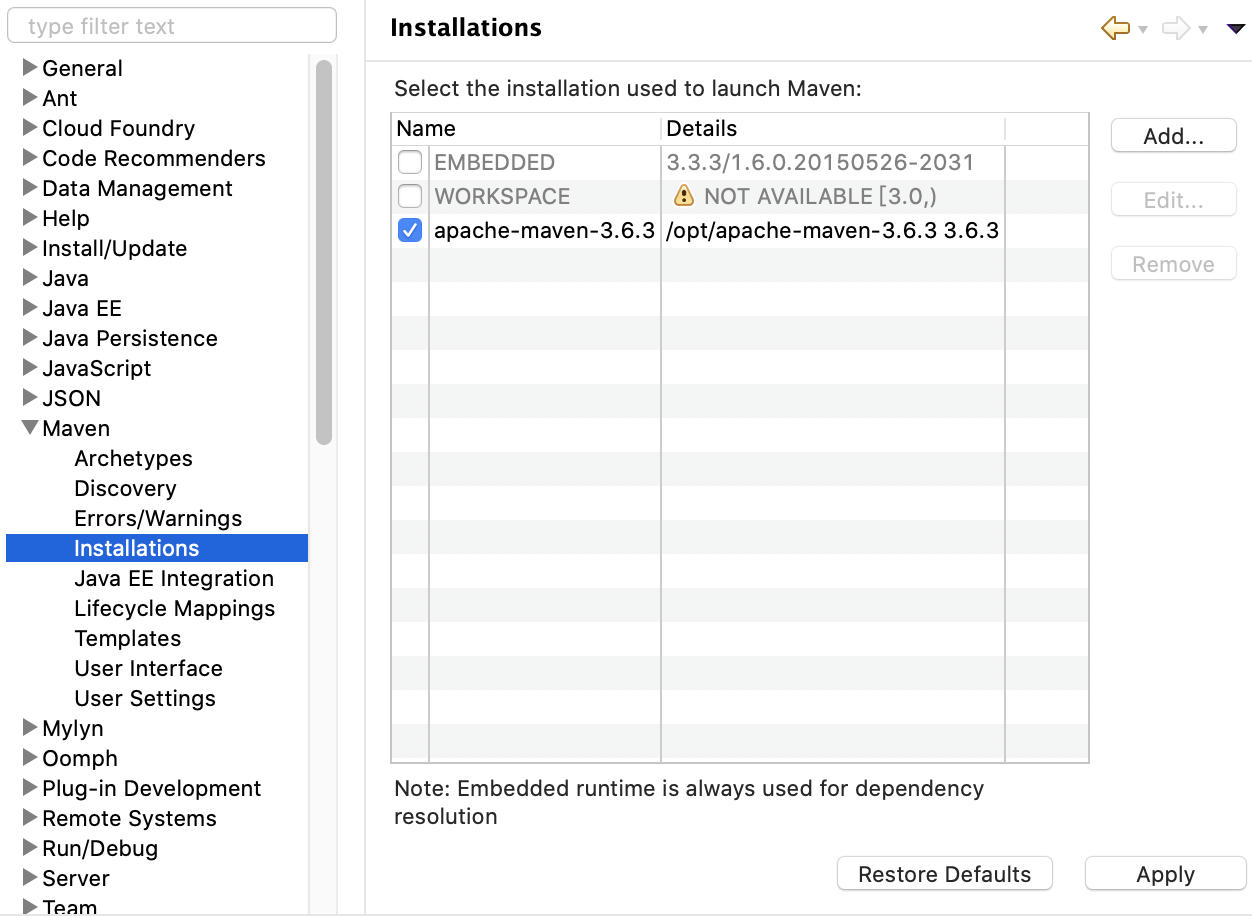 type filter text
General
Ant
Cloud Foundry
Code Recommenders
Data Management
Help
Install/Update
Java
Java EE
Java Persistence
JavaScript
JSON
Maven
Archetypes
Discovery
Errors/Warnings
Installations
Java EE Integration
Lifecycle Mappings
Templates
User Interface
User Settings
Mylyn
Oomph
Plug-in Development
Remote Systems
Run/Debug
Server
Team
Installations
Select the installation used to launch Maven:
Name Details
EMBEDDED 3.3.3/1.6.0.20150526-2031
WORKSPACE NOT AVAILABLE [3.0,)
apache-maven-3.6.3 /opt/apache-maven-3.6.3 3.6.3
Add...
Edit...
Remove
Note: Embedded runtime is always used for dependency
resolution
Restore Defaults Apply